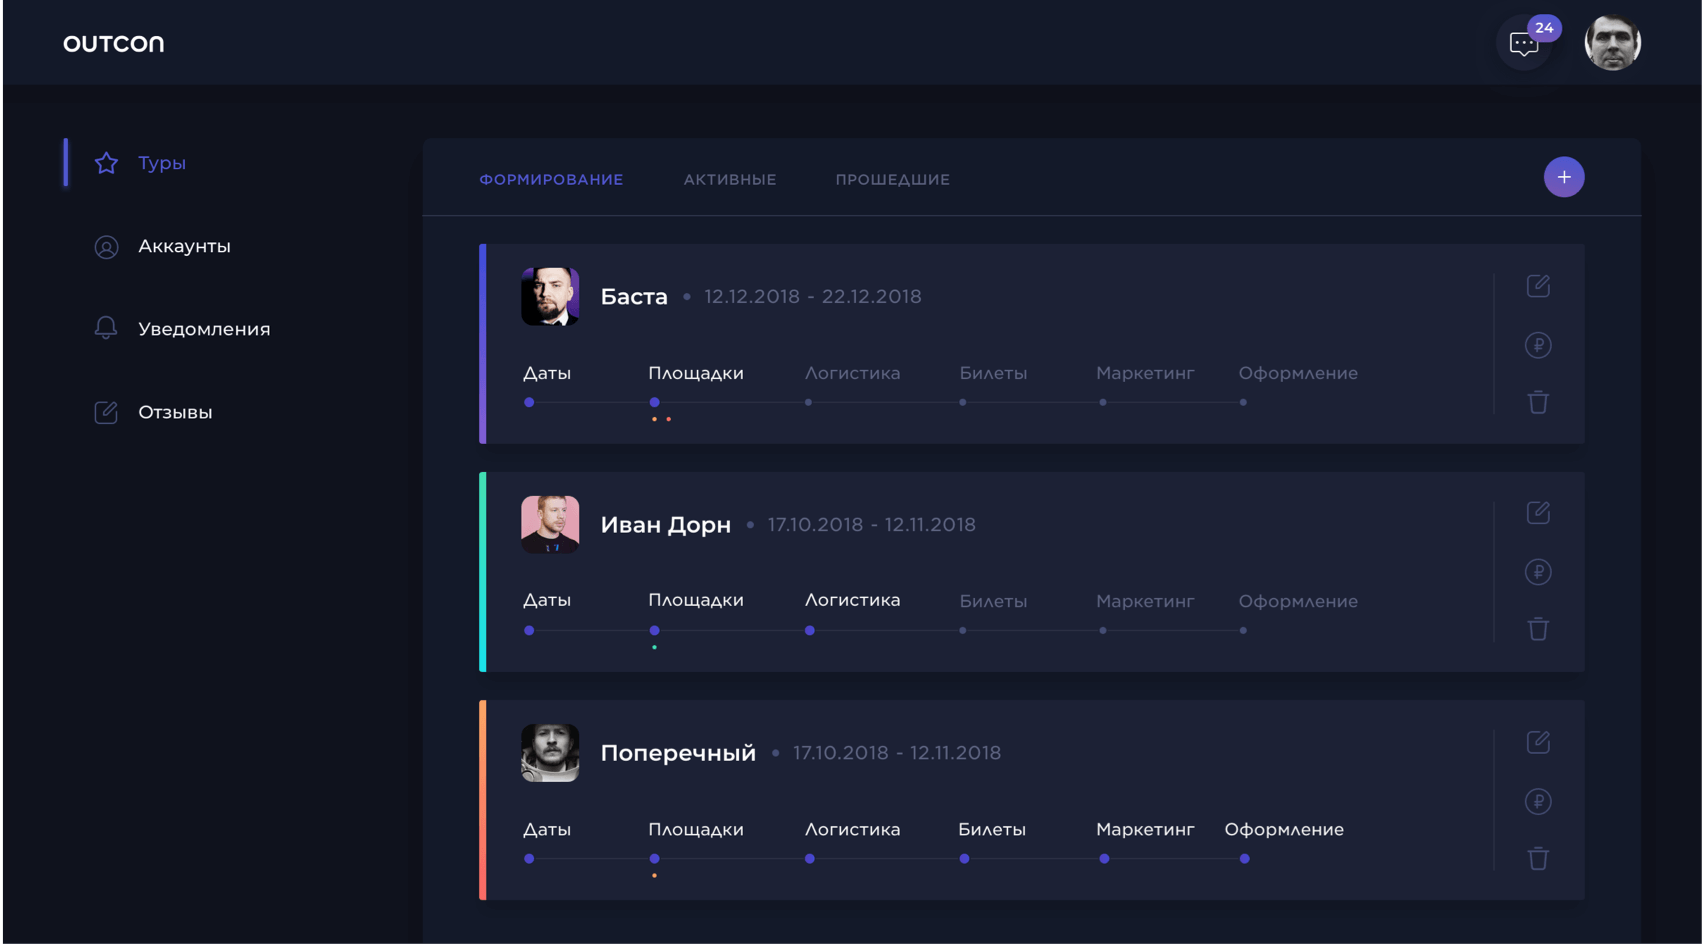 OUTCON
24
Туры
Аккаунты
Уведомления
Отзывы
ФОРМИРОВАНИЕ АКТИВНЫЕ ПРОШЕДШИЕ
+
Баста • 12.12.2018 - 22.12.2018
Даты Площадки Логистика Билеты Маркетинг Оформление
Иван Дорн • 17.10.2018 - 12.11.2018
Даты Площадки Логистика Билеты Маркетинг Оформление
Поперечный • 17.10.2018 - 12.11.2018
Даты Площадки Логистика Билеты Маркетинг Оформление